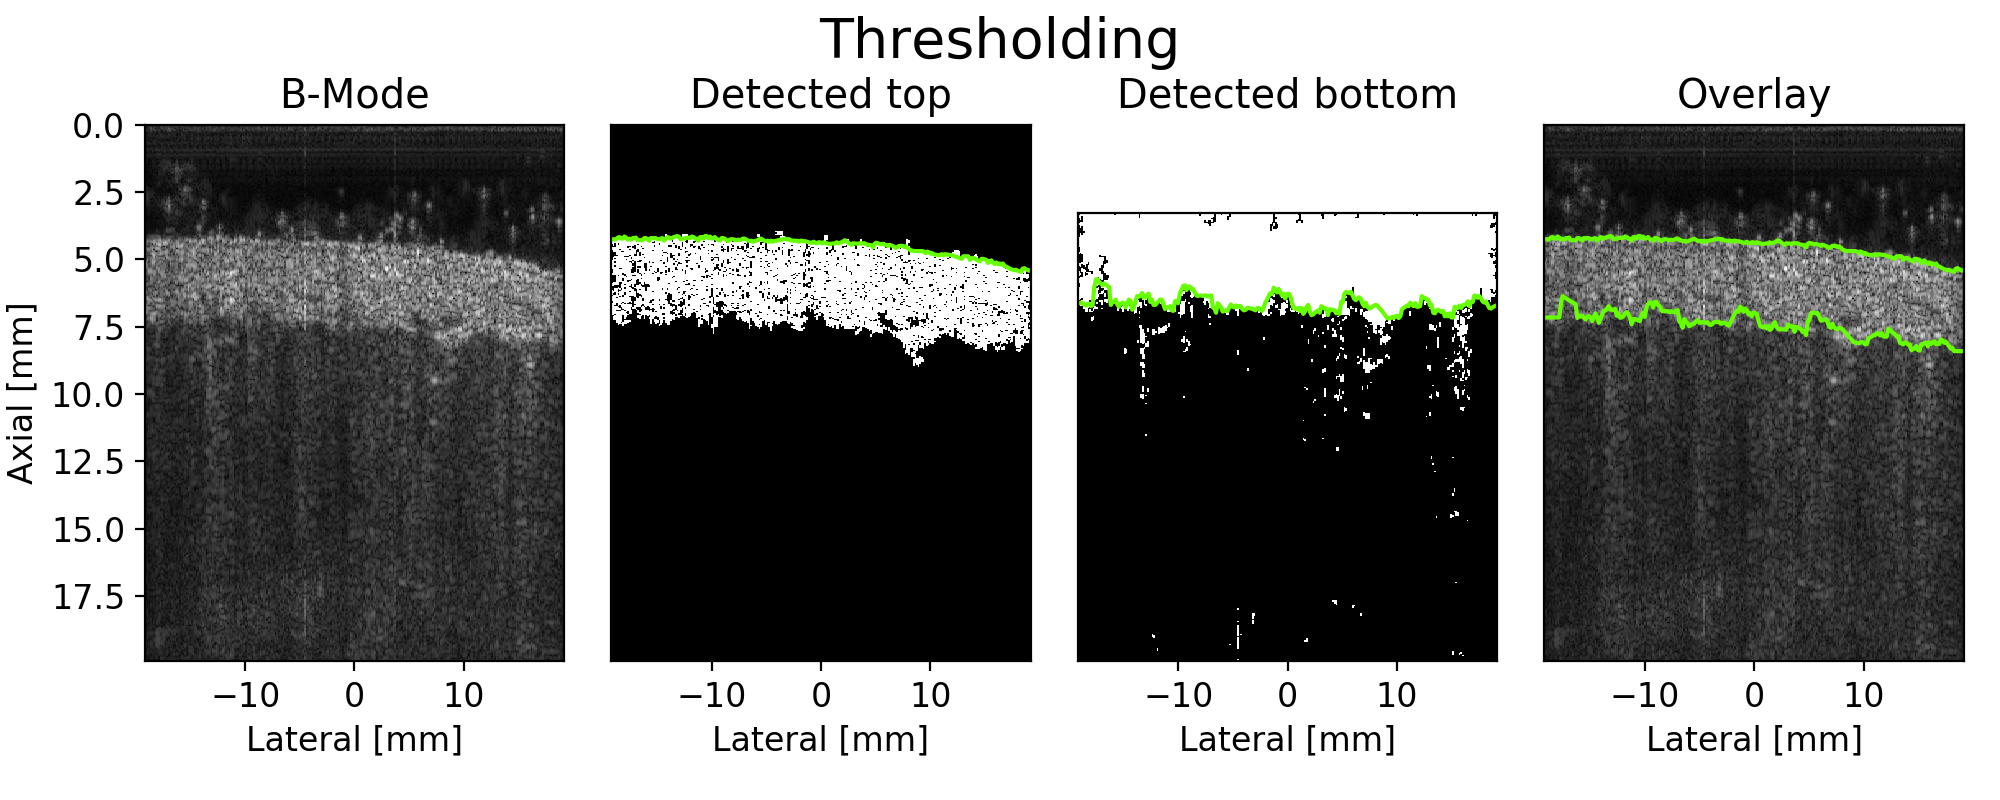 Thresholding
B-Mode
Detected top
Detected bottom
Overlay
Axial [mm]
0.0
2.5
5.0
7.5
10.0
12.5
15.0
17.5
−10 0 10
−10 0 10
−10 0 10
−10 0 10
Lateral [mm]
Lateral [mm]
Lateral [mm]
Lateral [mm]